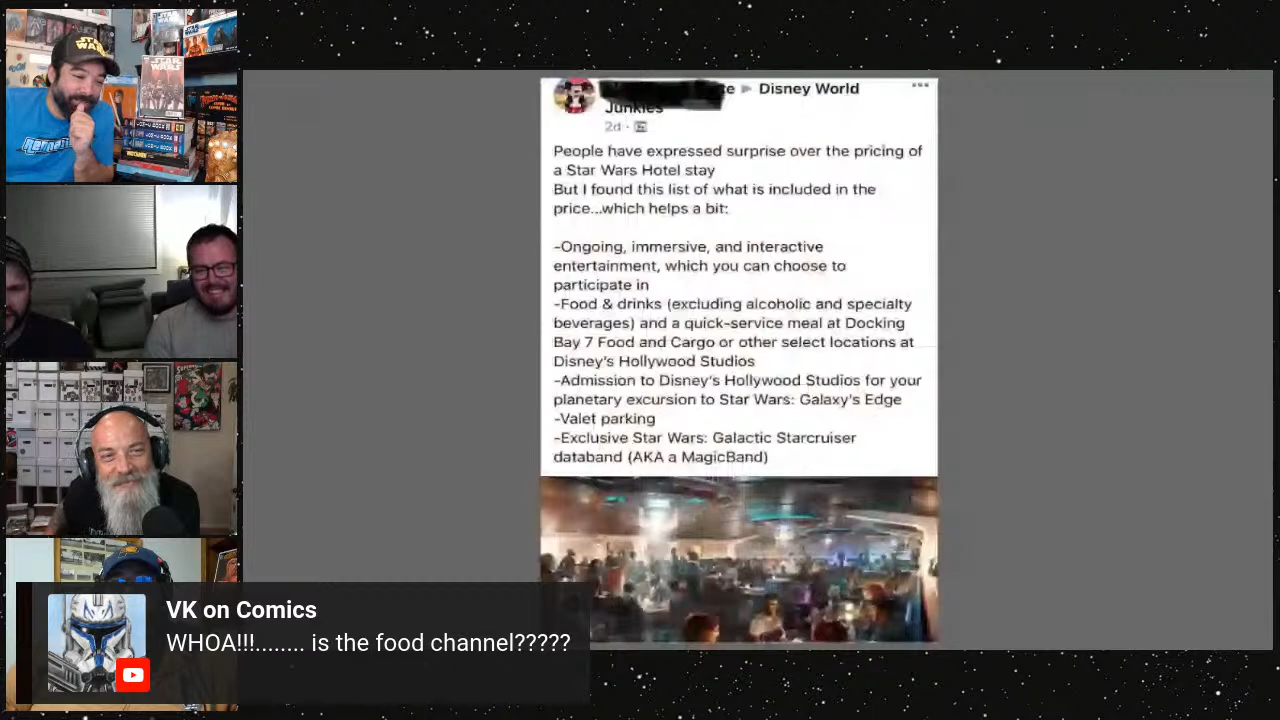 STAR WARS
STAR WARS
ce ▸ Disney World
Junkies
2d ·
People have expressed surprise over the pricing of
a Star Wars Hotel stay
But I found this list of what is included in the
price...which helps a bit:
-Ongoing, immersive, and interactive
entertainment, which you can choose to
participate in
-Food & drinks (excluding alcoholic and specialty
beverages) and a quick-service meal at Docking
Bay 7 Food and Cargo or other select locations at
Disney's Hollywood Studios
-Admission to Disney's Hollywood Studios for your
planetary excursion to Star Wars: Galaxy's Edge
-Valet parking
-Exclusive Star Wars: Galactic Starcruiser
databand (AKA a MagicBand)
VK on Comics
WHOA!!!........ is the food channel?????